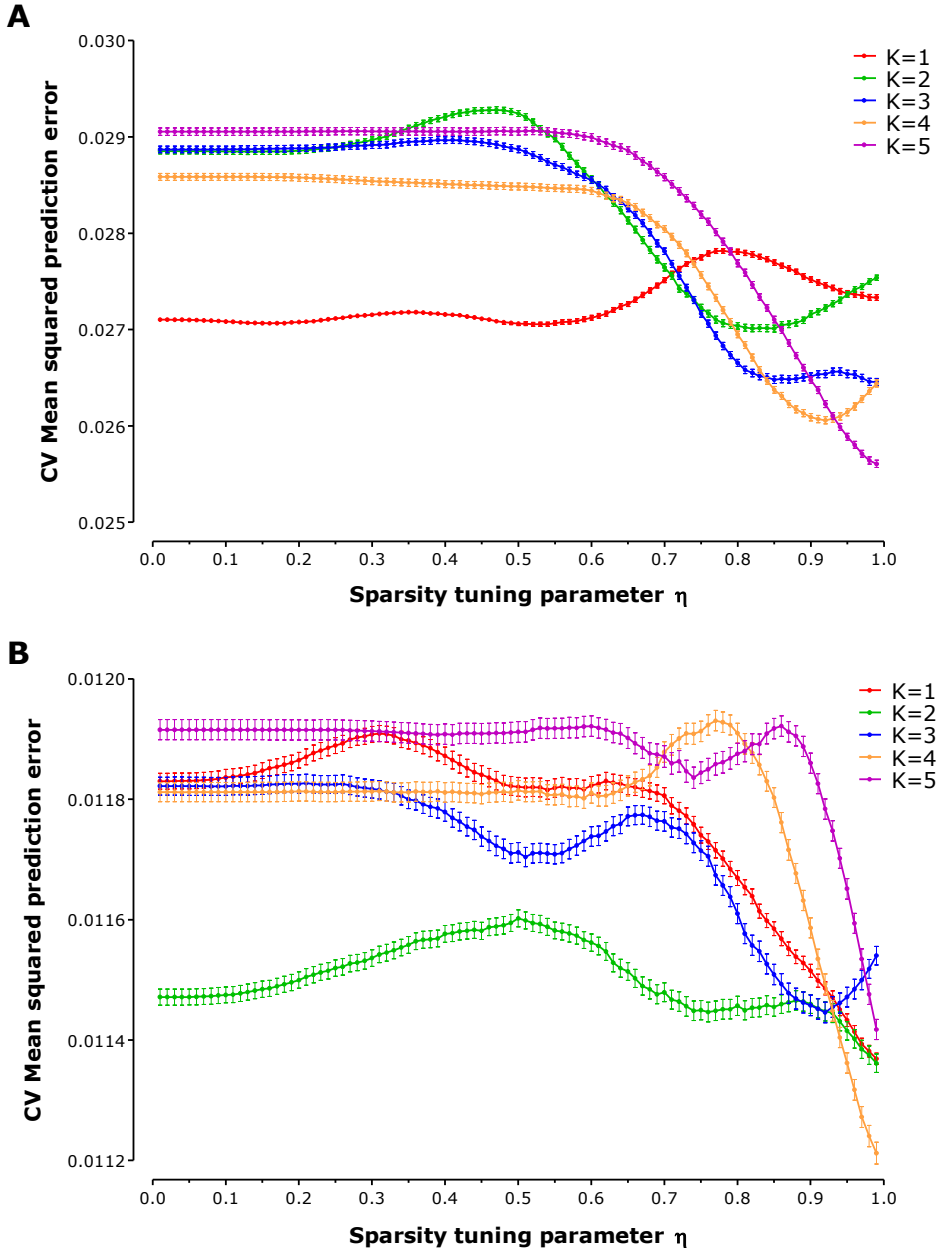 A
0.030
0.029
0.028
0.027
0.026
0.025
CV Mean squared prediction error
K=1
K=2
K=3
K=4
K=5
0.0 0.1 0.2 0.3 0.4 0.5 0.6 0.7 0.8 0.9 1.0
Sparsity tuning parameter η
B
0.0120
0.0118
0.0116
0.0114
0.0112
CV Mean squared prediction error
K=1
K=2
K=3
K=4
K=5
0.0 0.1 0.2 0.3 0.4 0.5 0.6 0.7 0.8 0.9 1.0
Sparsity tuning parameter η